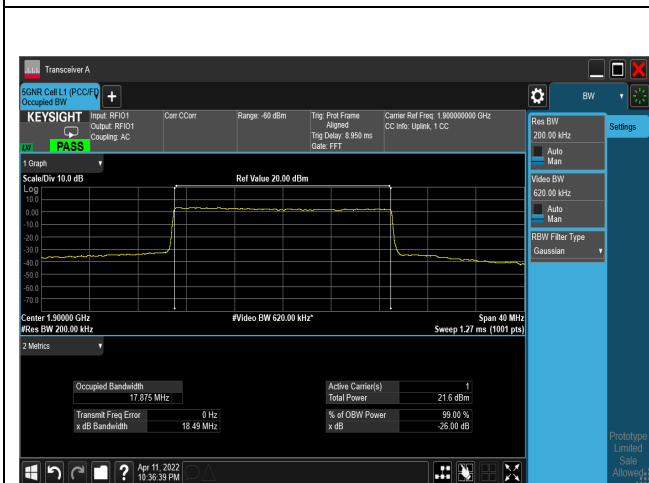 Transceiver A
5GNR Cell L1 (PCC/FD
Occupied BW
+
KEYSIGHT
LXI
PASS
Input: RFIO1
Output: RFIO1
Coupling: AC
Corr CCorr
Range: -60 dBm
Trig: Prot Frame
Aligned
Trig Delay: 8.950 ms
Gate: FFT
Carrier Ref Freq: 1.900000000 GHz
CC Info: Uplink, 1 CC
1 Graph
Scale/Div 10.0 dB
Ref Value 20.00 dBm
Log
10.0
0.00
-10.0
-20.0
-30.0
-40.0
-50.0
-60.0
-70.0
Center 1.90000 GHz
#Video BW 620.00 kHz*
Span 40 MHz
#Res BW 200.00 kHz
Sweep 1.27 ms (1001 pts)
2 Metrics
Occupied Bandwidth
17.875 MHz
Transmit Freq Error 0 Hz
x dB Bandwidth 18.49 MHz
Active Carrier(s) 1
Total Power 21.6 dBm
% of OBW Power 99.00 %
x dB -26.00 dB
Apr 11, 2022
10:36:39 PM
?
BW
Settings
Res BW
200.00 kHz
Auto
Man
Video BW
620.00 kHz
Auto
Man
RBW Filter Type
Gaussian
Prototype
Limited
Sale
Allowed